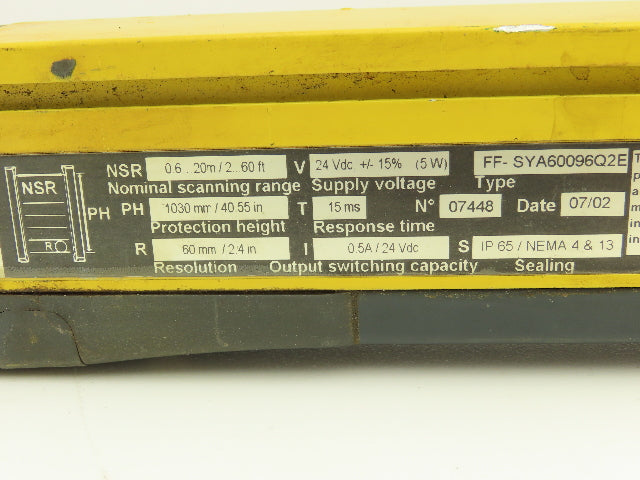 NSR 0.6 .. 20m / 2...60 ft V 24 Vdc +/- 15% (5 W) FF- SYA60096Q2E
NSR Nominal scanning range Supply voltage Type
PH PH 1030 mm / 40.55 in T 15 ms N° 07448 Date 07/02
Protection height Response time
R R 60 mm / 2.4 in I 0.5A / 24 Vdc S IP 65 / NEMA 4 & 13
Resolution Output switching capacity Sealing